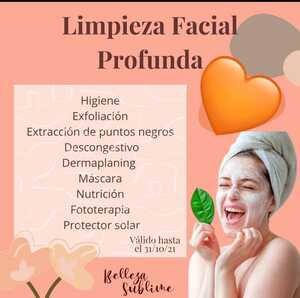 Limpieza Facial
Profunda
Higiene
Exfoliación
Extracción de puntos negros
Descongestivo
Dermaplaning
Máscara
Nutrición
Fototerapia
Protector solar
Válido hasta
el 31/10/21
Belleza
Sublime